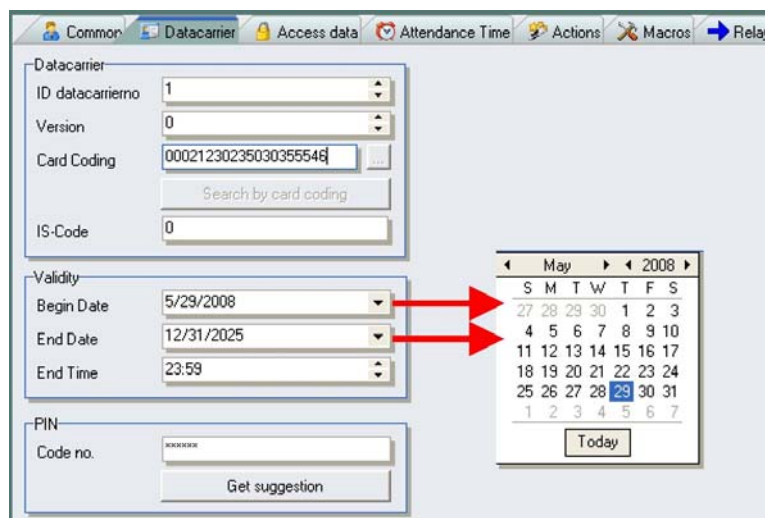 Common Datacarrier Access data Attendance Time Actions Macros Relay
Datacarrier
ID datacarrierno 1
Version 0
Card Coding 00021230235030355546 ...
Search by card coding
IS-Code 0
Validity
Begin Date 5/29/2008
End Date 12/31/2025
End Time 23:59
PIN
Code no. ××××××
Get suggestion
May 2008
S M T W T F S
27 28 29 30 1 2 3
4 5 6 7 8 9 10
11 12 13 14 15 16 17
18 19 20 21 22 23 24
25 26 27 28 29 30 31
1 2 3 4 5 6 7
Today